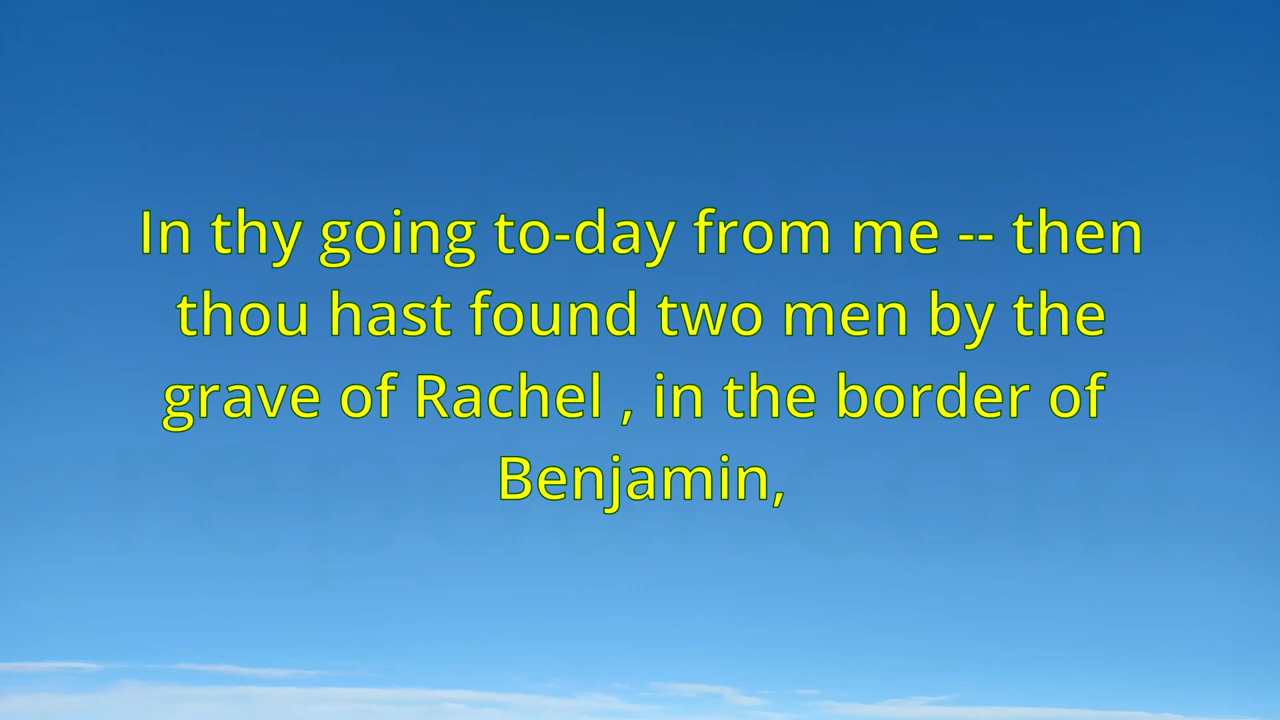 In thy going to-day from me -- then
thou hast found two men by the
grave of Rachel , in the border of
Benjamin,